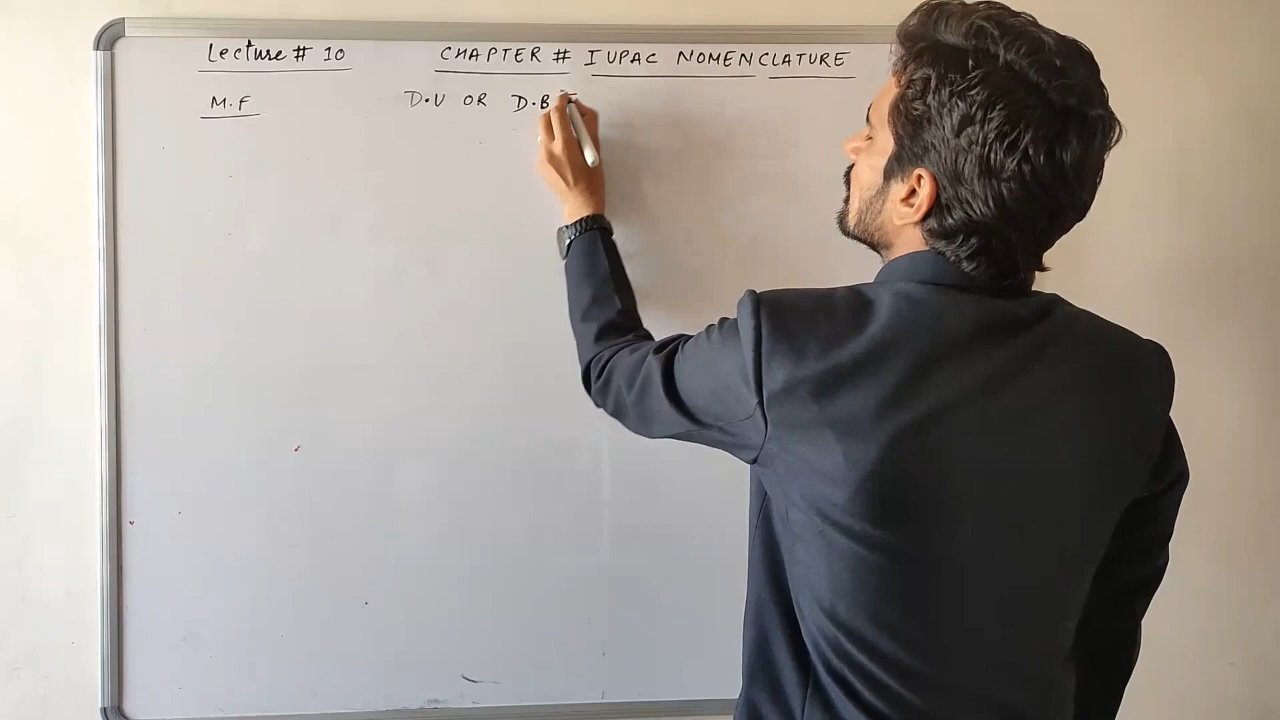 Lecture # 10 CHAPTER # IUPAC NOMENCLATURE
M.F D.U OR D.B